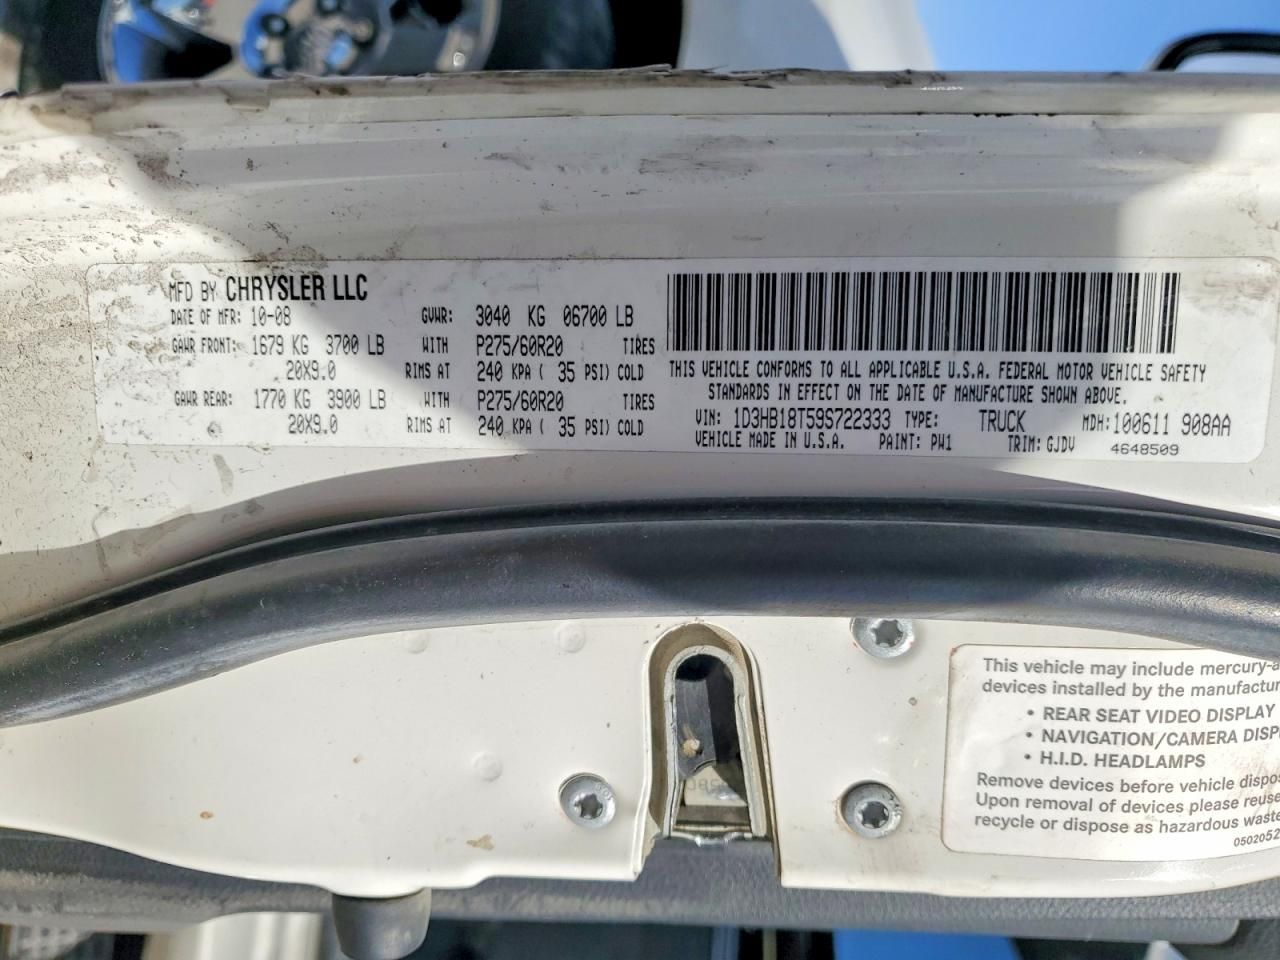 MFD BY CHRYSLER LLC
DATE OF MFR: 10-08 GVWR: 3040 KG 06700 LB
GAWR FRONT: 1679 KG 3700 LB WITH P275/60R20 TIRES
20X9.0 RIMS AT 240 KPA ( 35 PSI) COLD
GAWR REAR: 1770 KG 3900 LB WITH P275/60R20 TIRES
20X9.0 RIMS AT 240 KPA ( 35 PSI) COLD
THIS VEHICLE CONFORMS TO ALL APPLICABLE U.S.A. FEDERAL MOTOR VEHICLE SAFETY
STANDARDS IN EFFECT ON THE DATE OF MANUFACTURE SHOWN ABOVE.
VIN: 1D3HB18T59S722333 TYPE: TRUCK MDH: 100611 908AA
VEHICLE MADE IN U.S.A. PAINT: PW1 TRIM: GJDV 4648509
This vehicle may include mercury-a
devices installed by the manufactur
• REAR SEAT VIDEO DISPLAY
• NAVIGATION/CAMERA DISP
• H.I.D. HEADLAMPS
Remove devices before vehicle dispos
Upon removal of devices please reuse
recycle or dispose as hazardous waste
0502052